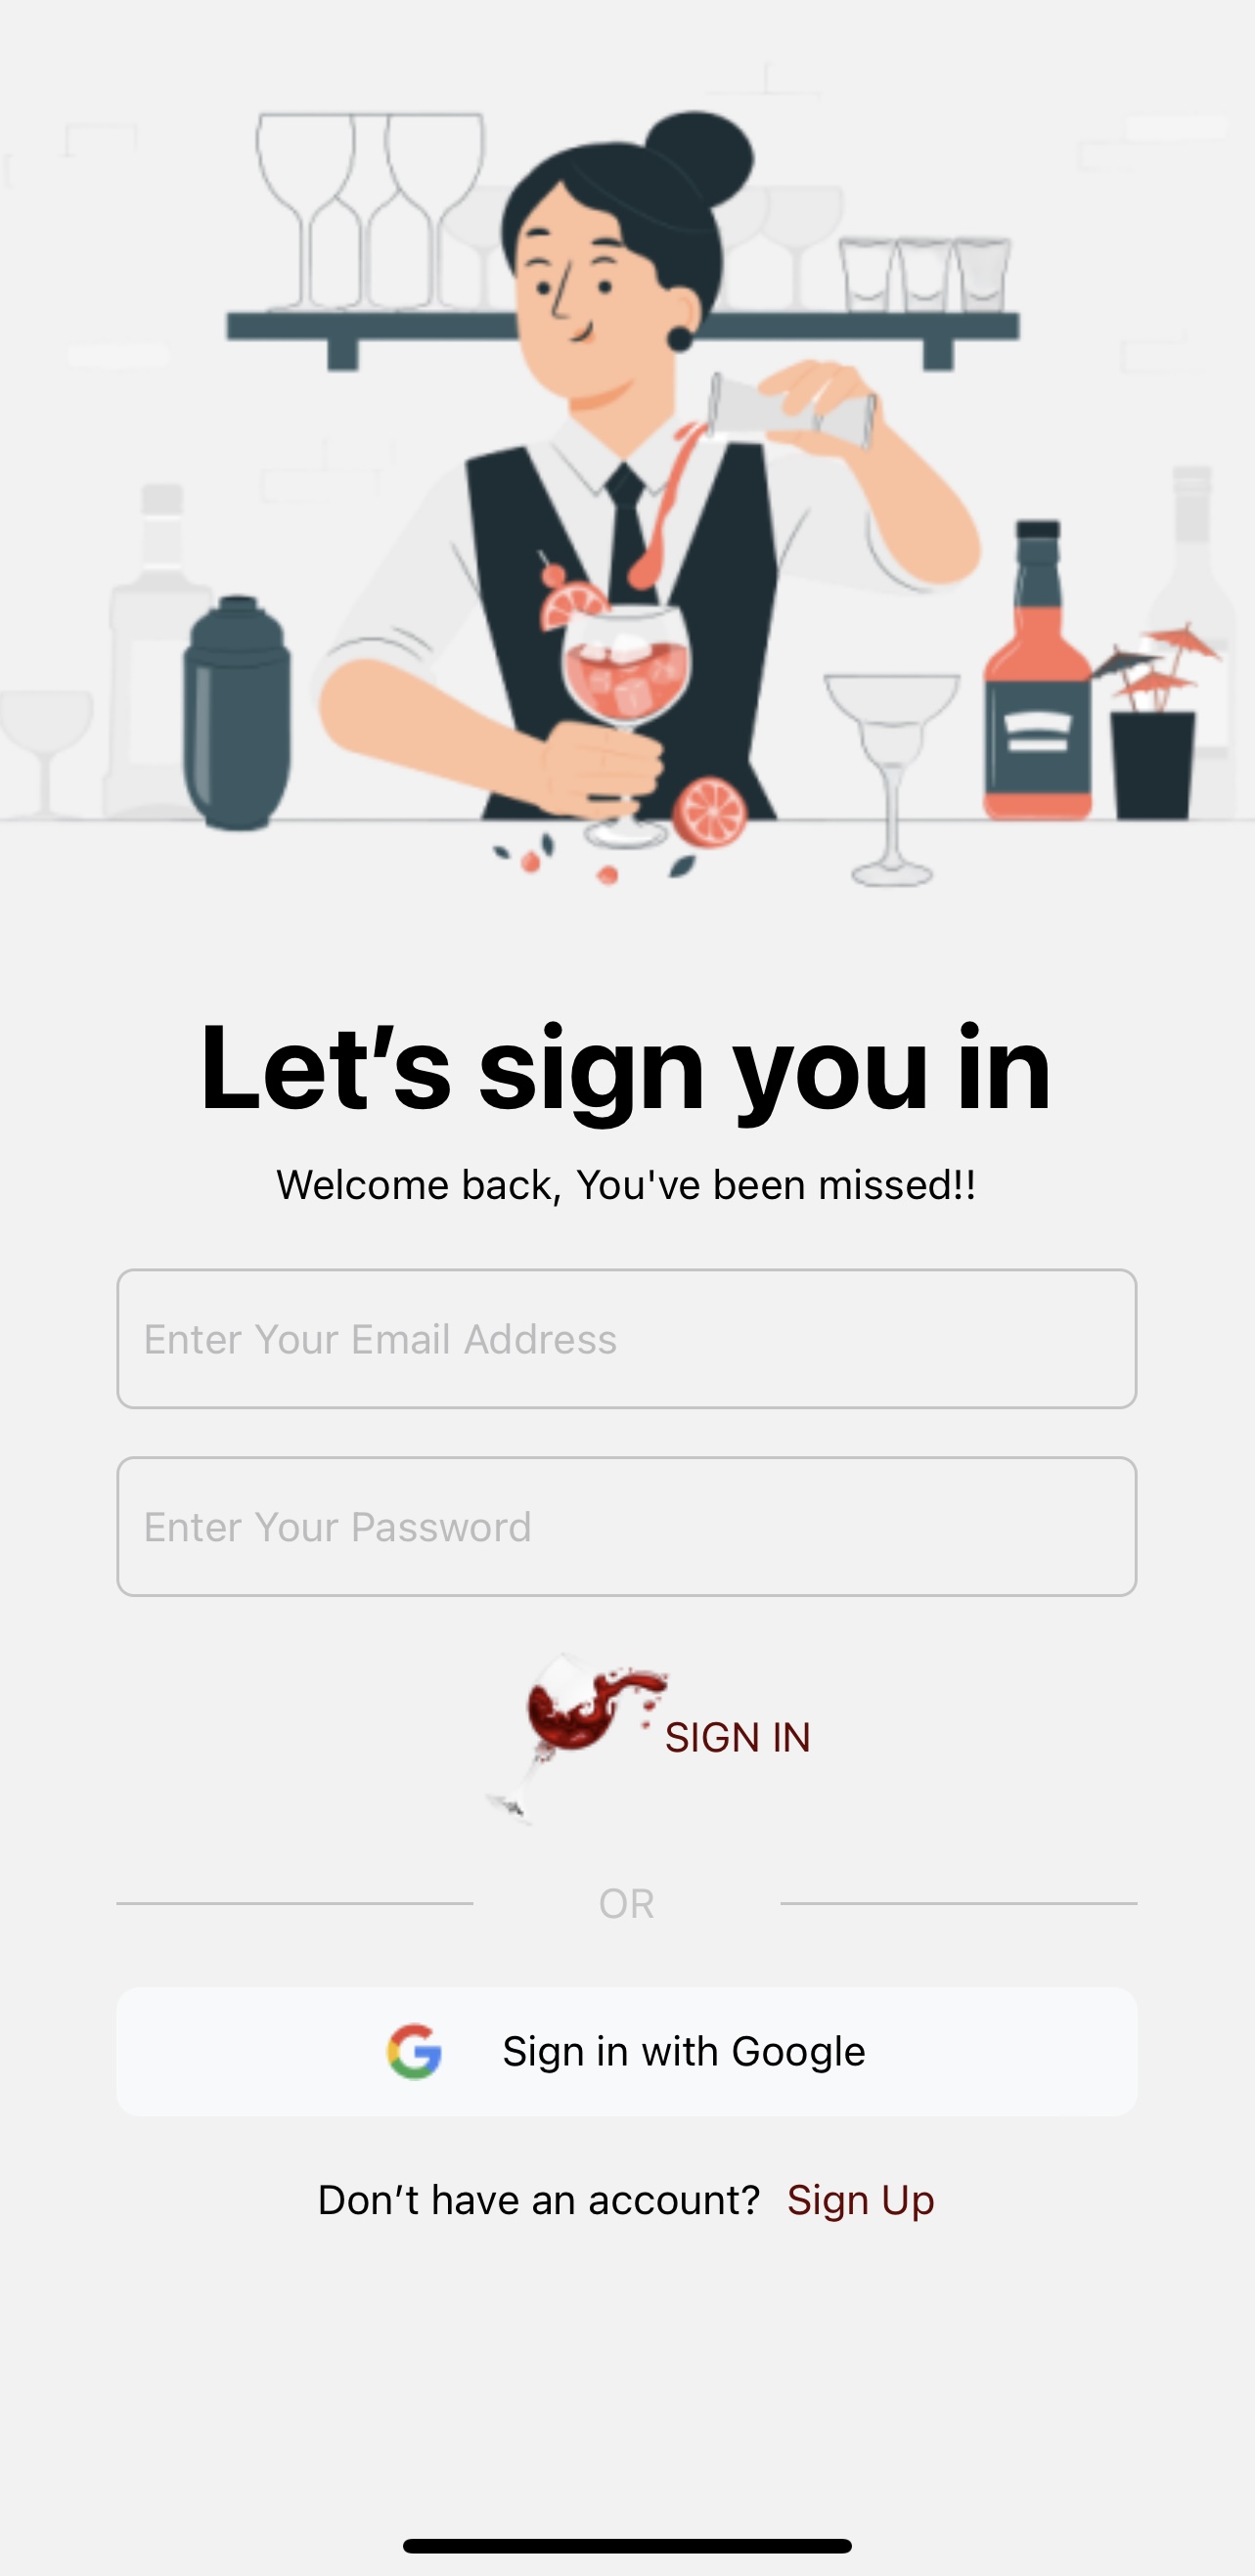 Let’s sign you in
Welcome back, You've been missed!!
Enter Your Email Address
Enter Your Password
SIGN IN
OR
Sign in with Google
Don’t have an account? Sign Up